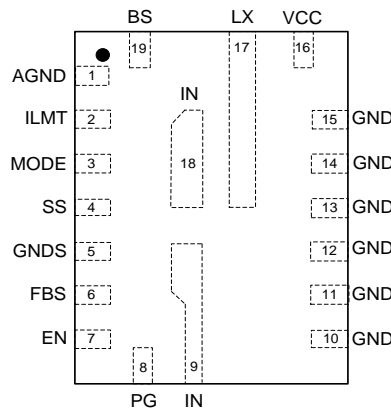 BS LX VCC
19 17 16
AGND 1
IN
ILMT 2 15 GND
MODE 3 18 14 GND
SS 4 13 GND
GNDS 5 12 GND
FBS 6 11 GND
EN 7 10 GND
8 9
PG IN